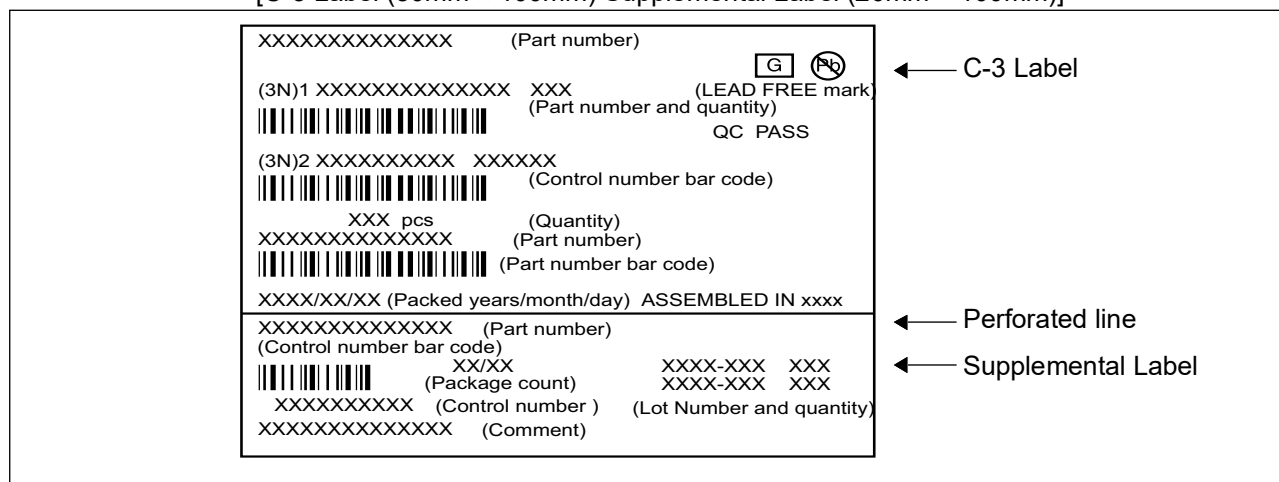 Label Supplemental Label
XXXXXXXXXXXXXX (Part number)
G Pb
C-3 Label
(3N)1 XXXXXXXXXXXXXX XXX (LEAD FREE mark)
(Part number and quantity)
QC PASS
(3N)2 XXXXXXXXXX XXXXXX
(Control number bar code)
XXX pcs (Quantity)
XXXXXXXXXXXXXX (Part number)
(Part number bar code)
XXXX/XX/XX (Packed years/month/day) ASSEMBLED IN xxxx
Perforated line
XXXXXXXXXXXXXX (Part number)
(Control number bar code)
XX/XX XXXX-XXX XXX
Supplemental Label
(Package count) XXXX-XXX XXX
XXXXXXXXXX (Control number ) (Lot Number and quantity)
XXXXXXXXXXXXXX (Comment)